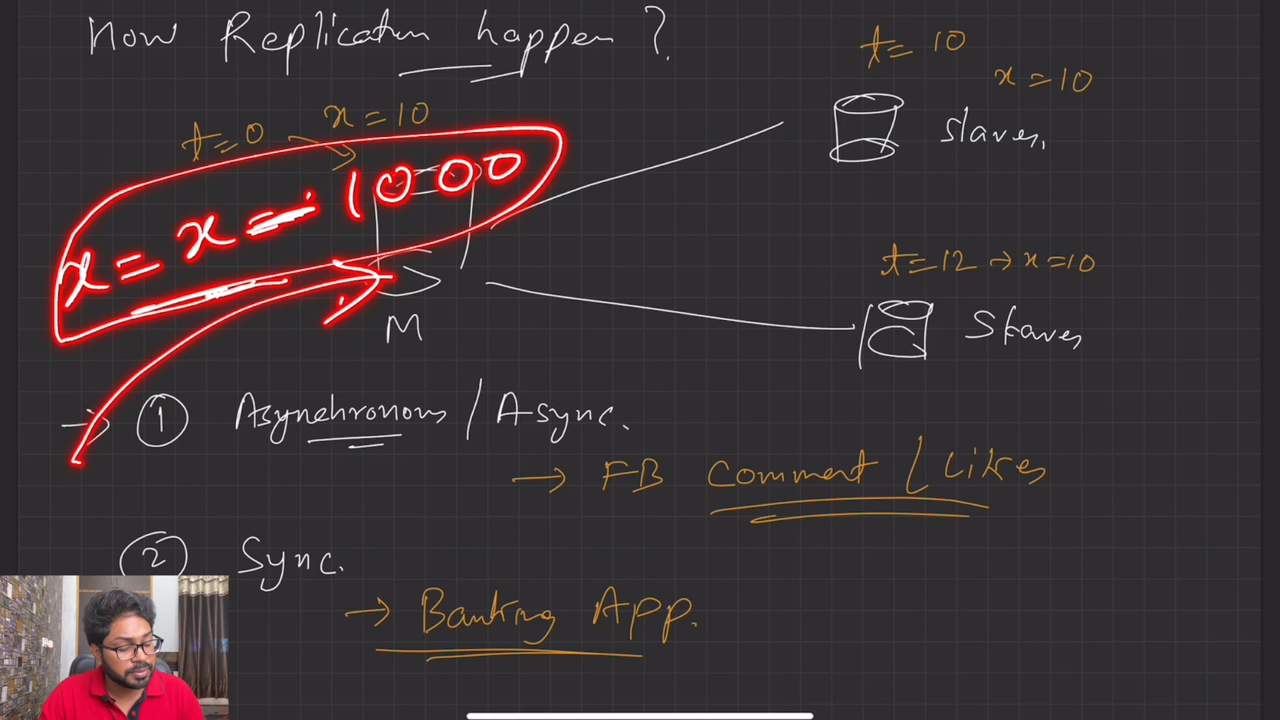 How Replication happen ?
t = 10
x = 10
t=0 → x = 10
Slaves.
x = x - 1000
t=12 → x=10
Slaves
M
→ ① Asynchronous / Async.
→ FB Comment / Likes
② Sync.
→ Banking App.